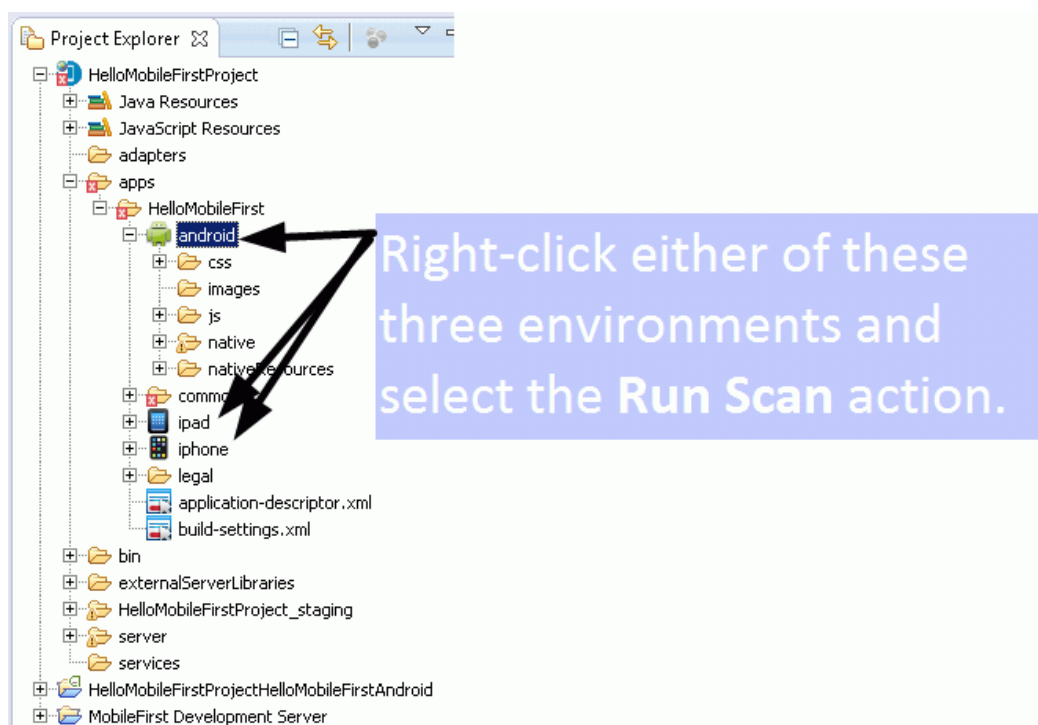 Project Explorer
HelloMobileFirstProject
Java Resources
JavaScript Resources
adapters
apps
HelloMobileFirst
android
css
images
js
native
nativeResources
common
ipad
iphone
legal
application-descriptor.xml
build-settings.xml
bin
externalServerLibraries
HelloMobileFirstProject_staging
server
services
HelloMobileFirstProjectHelloMobileFirstAndroid
MobileFirst Development Server
Right-click either of these
three environments and
select the Run Scan action.